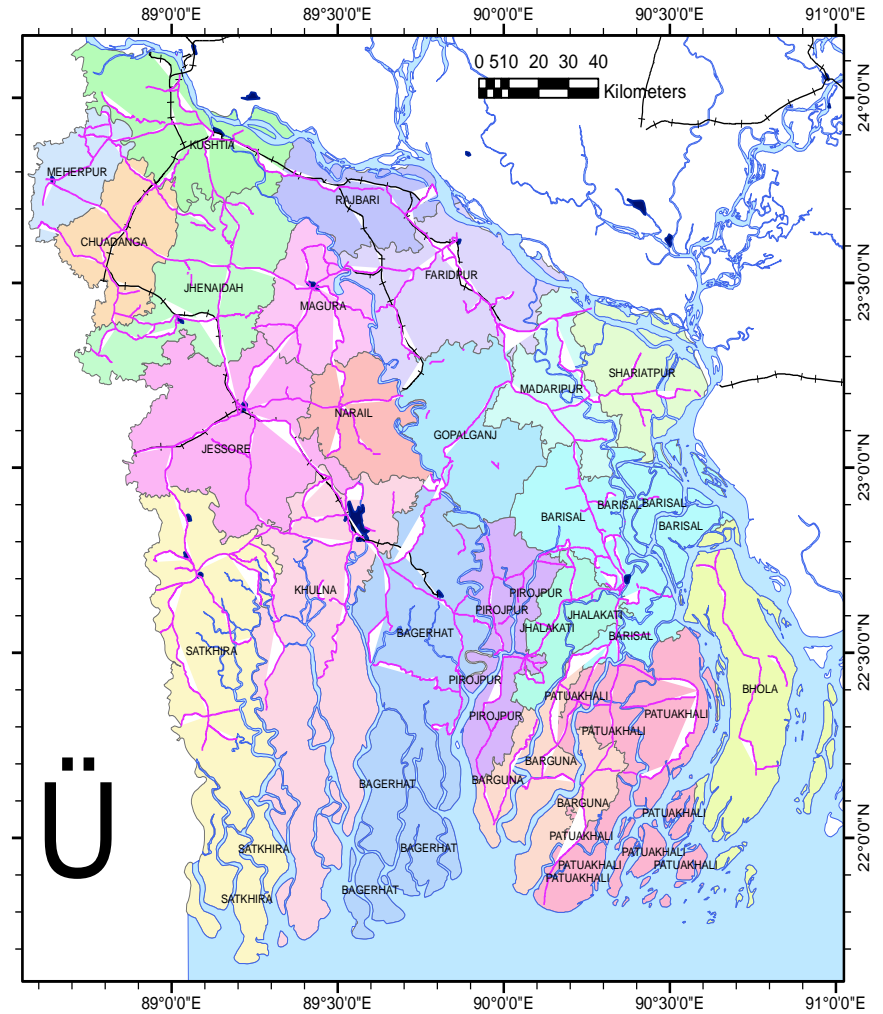 89°0'0"E 89°30'0"E 90°0'0"E 90°30'0"E 91°0'0"E
0 5 10 20 30 40
Kilometers
24°0'0"N
KUSHTIA
MEHERPUR
RAJBARI
CHUADANGA
FARIDPUR
23°30'0"N
JHENAIDAH
MAGURA
SHARIATPUR
MADARIPUR
NARAIL
GOPALGANJ
JESSORE
23°0'0"N
BARISAL BARISAL
BARISAL
BARISAL
KHULNA
PIROJPUR
PIROJPUR
JHALAKATI
JHALAKATI
BAGERHAT
BARISAL
SATKHIRA
22°30'0"N
PIROJPUR
BHOLA
PATUAKHALI
PIROJPUR
PATUAKHALI
PATUAKHALI
BARGUNA
BARGUNA
BAGERHAT
BARGUNA
PATUAKHALI
PATUAKHALI
22°0'0"N
Ü
SATKHIRA
BAGERHAT
PATUAKHALI
PATUAKHALI
PATUAKHALI
PATUAKHALI
BAGERHAT
SATKHIRA
89°0'0"E 89°30'0"E 90°0'0"E 90°30'0"E 91°0'0"E